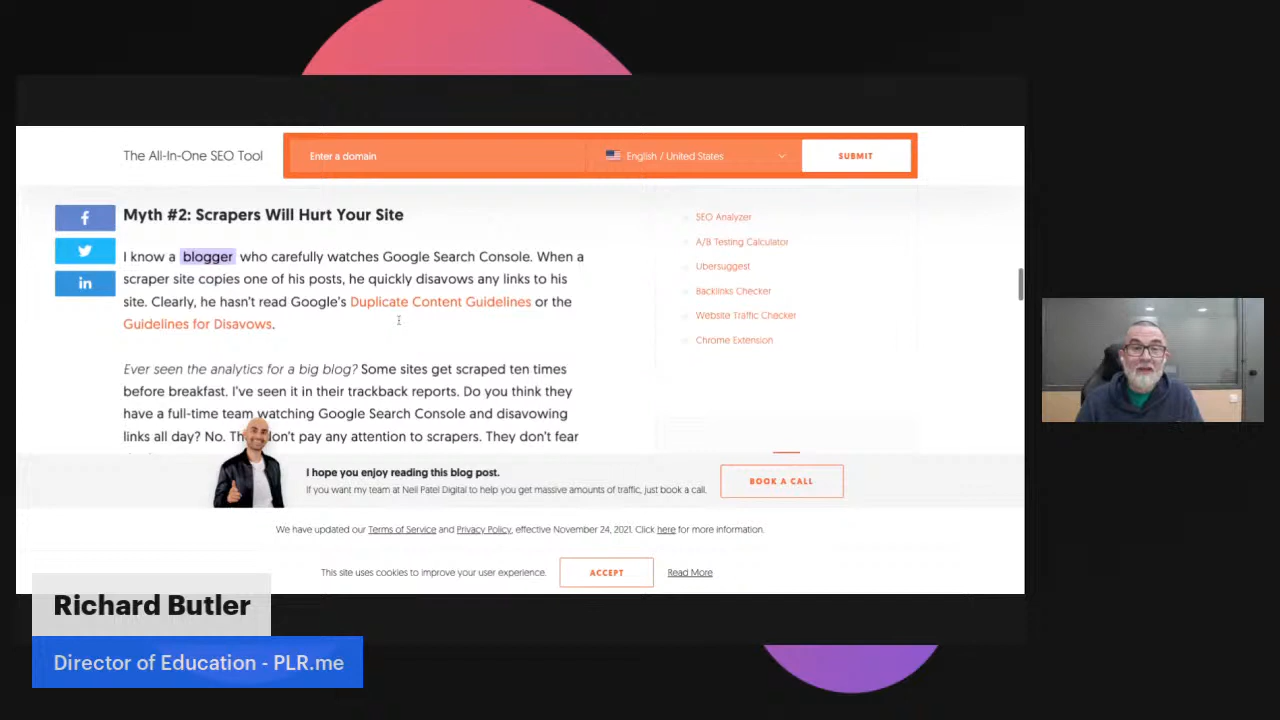 The All-In-One SEO Tool
Enter a domain
English / United States
SUBMIT
f
in
Myth #2: Scrapers Will Hurt Your Site
I know a blogger who carefully watches Google Search Console. When a
scraper site copies one of his posts, he quickly disavows any links to his
site. Clearly, he hasn't read Google's Duplicate Content Guidelines or the
Guidelines for Disavows.
Ever seen the analytics for a big blog? Some sites get scraped ten times
before breakfast. I've seen it in their trackback reports. Do you think they
have a full-time team watching Google Search Console and disavowing
links all day? No. don't pay any attention to scrapers. They don't fear
SEO Analyzer
A/B Testing Calculator
Ubersuggest
Backlinks Checker
Website Traffic Checker
Chrome Extension
I hope you enjoy reading this blog post.
If you want my team at Neil Patel Digital to help you get massive amounts of traffic, just book a call.
BOOK A CALL
We have updated our Terms of Service and Privacy Policy, effective November 24, 2021. Click here for more information.
This site uses cookies to improve your user experience.
ACCEPT
Read More
Richard Butler
Director of Education - PLR.me